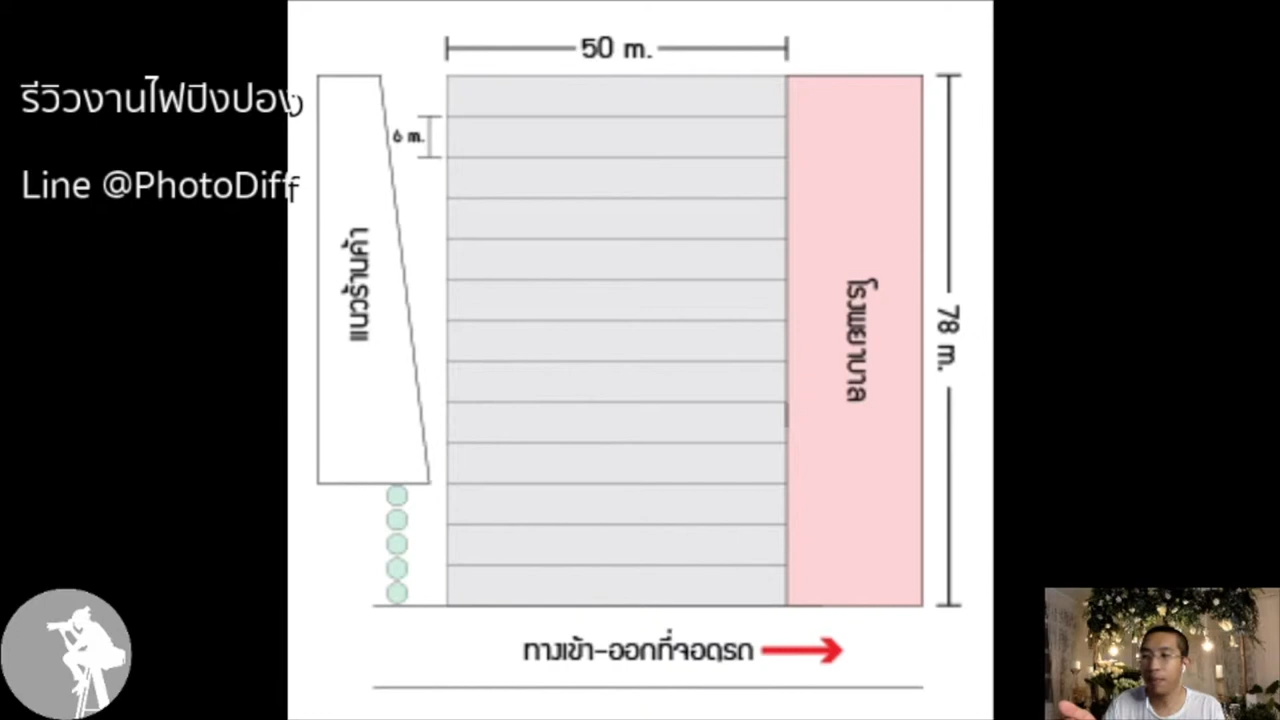 50 m.
รีวิวงานไฟปิงปอง
6 m.
Line @PhotoDiff
แนวร้านค้า
โรงพยาบาล
78 m.
ทางเข้า-ออกที่จอดรถ